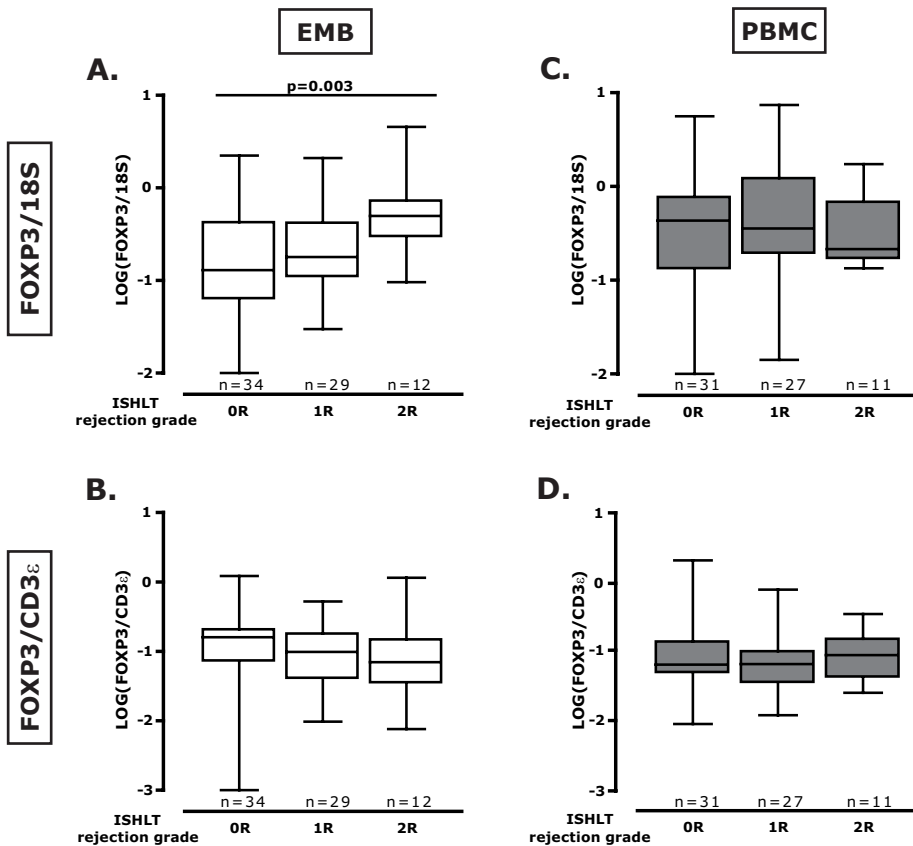 EMB
PBMC
FOXP3/18S
A.
p=0.003
LOG(FOXP3/18S)
1
0
-1
-2
n=34
n=29
n=12
ISHLT
rejection grade
0R
1R
2R
C.
LOG(FOXP3/18S)
1
0
-1
-2
n=31
n=27
n=11
ISHLT
rejection grade
0R
1R
2R
FOXP3/CD3ε
B.
LOG(FOXP3/CD3ε)
1
0
-1
-2
-3
n=34
n=29
n=12
ISHLT
rejection grade
0R
1R
2R
D.
LOG(FOXP3/CD3ε)
1
0
-1
-2
-3
n=31
n=27
n=11
ISHLT
rejection grade
0R
1R
2R